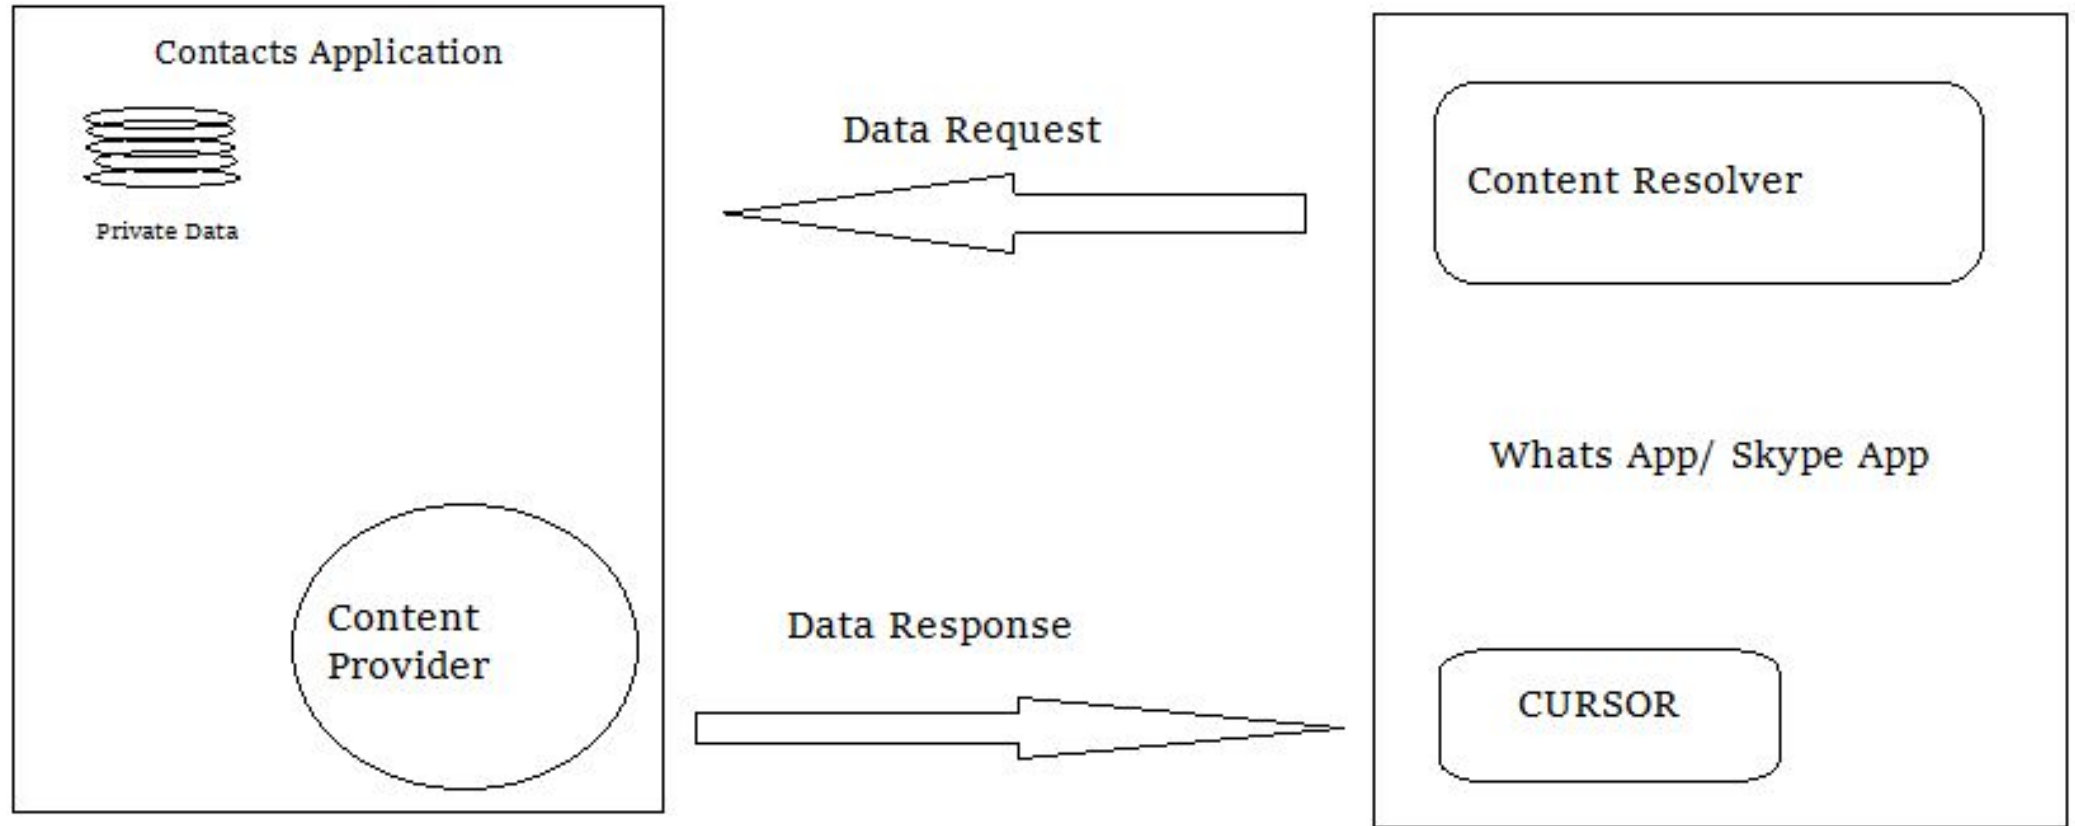 Contacts Application
Private Data
Content
Provider
Data Request
Data Response
Content Resolver
Whats App/ Skype App
CURSOR